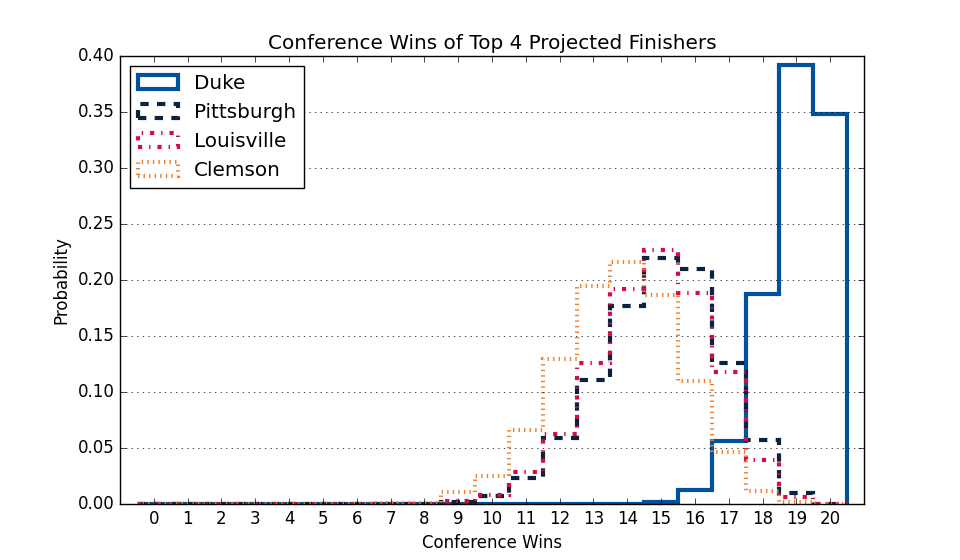 Conference Wins of Top 4 Projected Finishers
0.40
0.35
0.30
0.25
0.20
0.15
0.10
0.05
0.00
Probability
Duke
Pittsburgh
Louisville
Clemson
0 1 2 3 4 5 6 7 8 9 10 11 12 13 14 15 16 17 18 19 20
Conference Wins